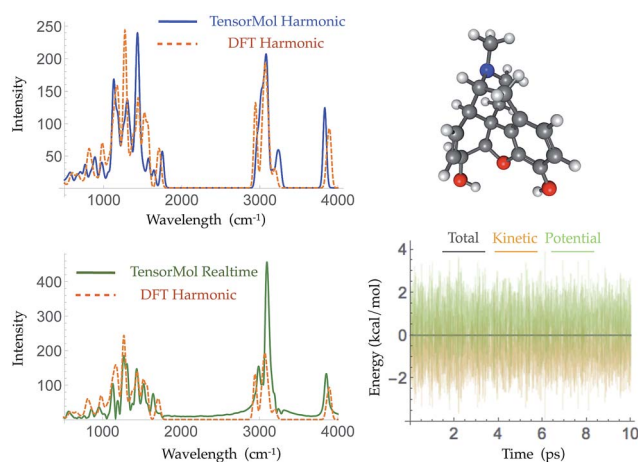 TensorMol Harmonic
DFT Harmonic
Intensity
250
200
150
100
50
1000
2000
3000
4000
Wavelength (cm⁻¹)
TensorMol Realtime
DFT Harmonic
Intensity
400
300
200
100
1000
2000
3000
4000
Wavelength (cm⁻¹)
Total Kinetic Potential
Energy (kcal/mol)
4
2
0
−2
2
4
6
8
10
Time (ps)